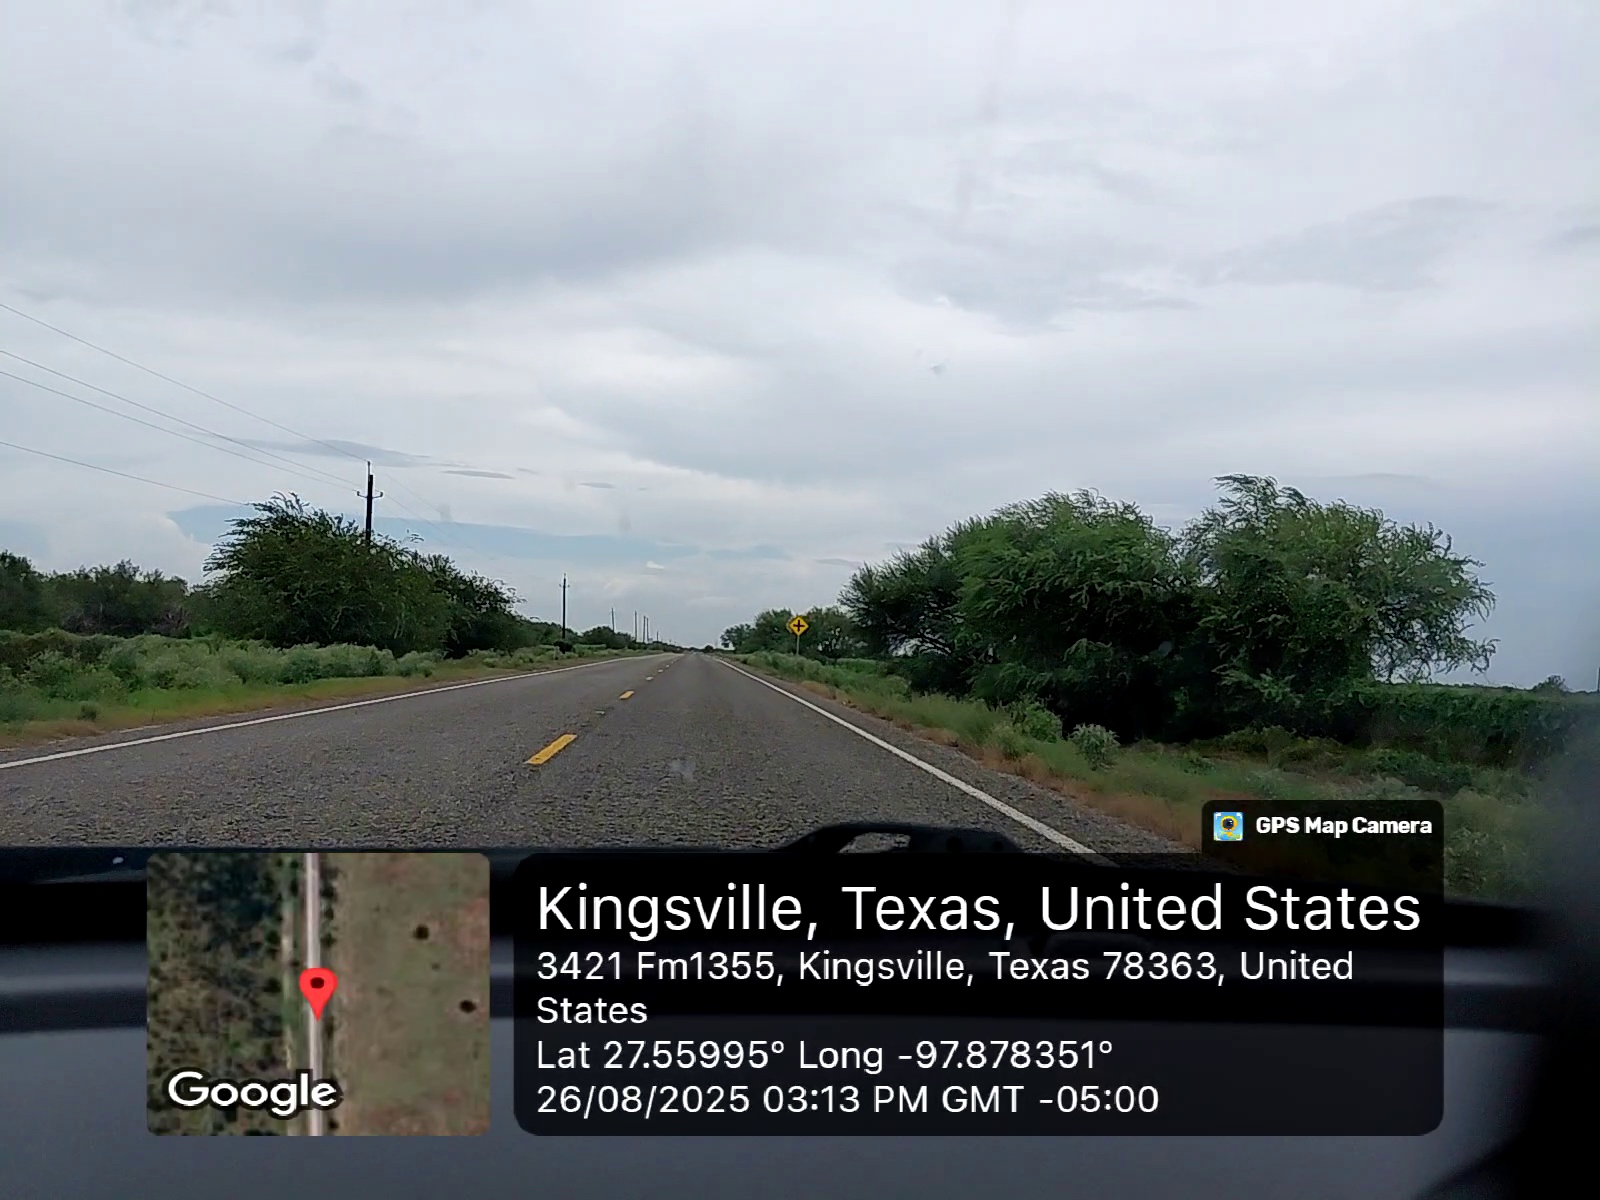 GPS Map Camera
Kingsville, Texas, United States
3421 Fm1355, Kingsville, Texas 78363, United
States
Lat 27.55995° Long -97.878351°
26/08/2025 03:13 PM GMT -05:00
Google